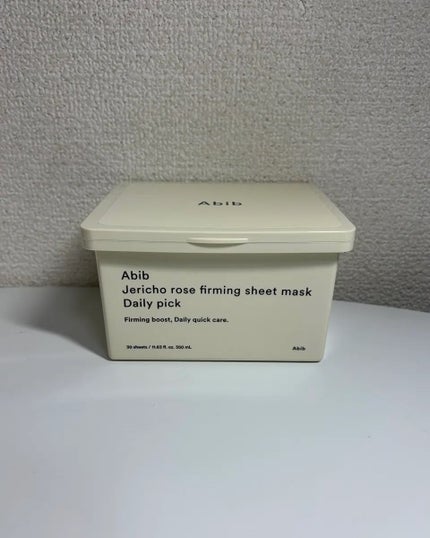 Abib
Abib
Jericho rose firming sheet mask
Daily pick
Firming boost, Daily quick care.
30 sheets / 11.83 fl. oz. 350 mL
Abib